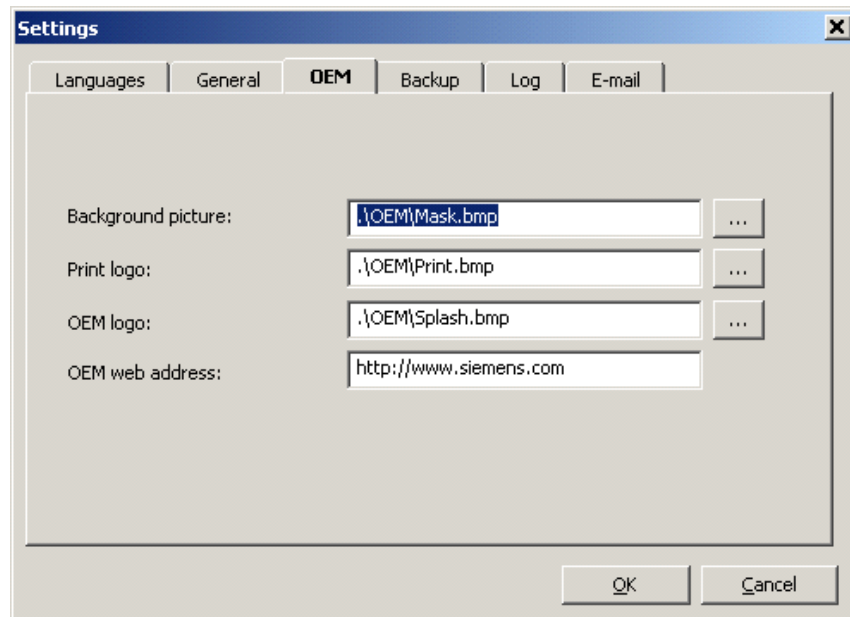 Settings
Languages General OEM Backup Log E-mail
Background picture: .\OEM\Mask.bmp ...
Print logo: .\OEM\Print.bmp ...
OEM logo: .\OEM\Splash.bmp ...
OEM web address: http://www.siemens.com
OK Cancel